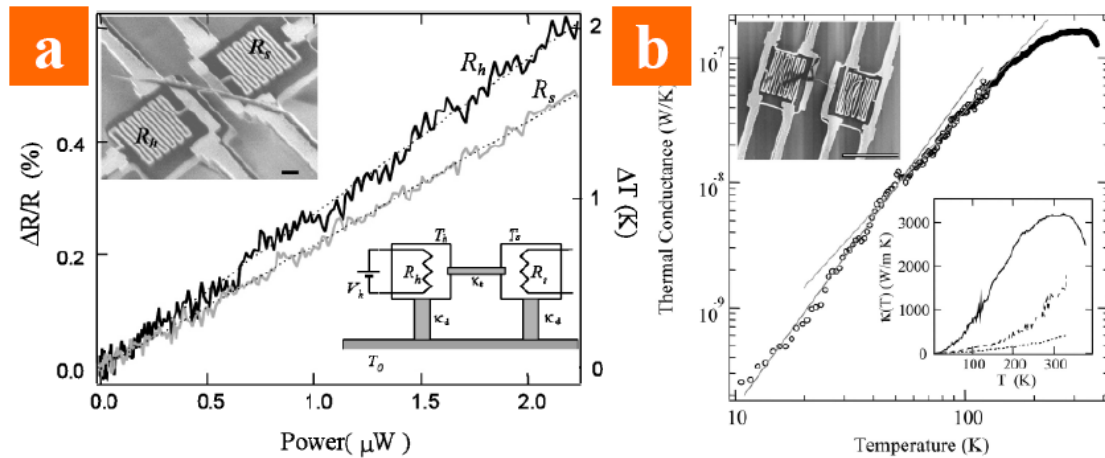 a
R_s
R_h
ΔR/R (%)
0.4
0.2
0.0
R_h
R_s
2
1
0
ΔT (K)
T_h
T_s
V_h
R_h
κ_t
R_s
κ_d
κ_d
T_0
0.0
0.5
1.0
1.5
2.0
Power( μW )
b
Thermal Conductance (W/K)
10^-7
10^-8
10^-9
κ(T) (W/m K)
3000
2000
1000
0
100
200
300
T (K)
10
100
Temperature (K)